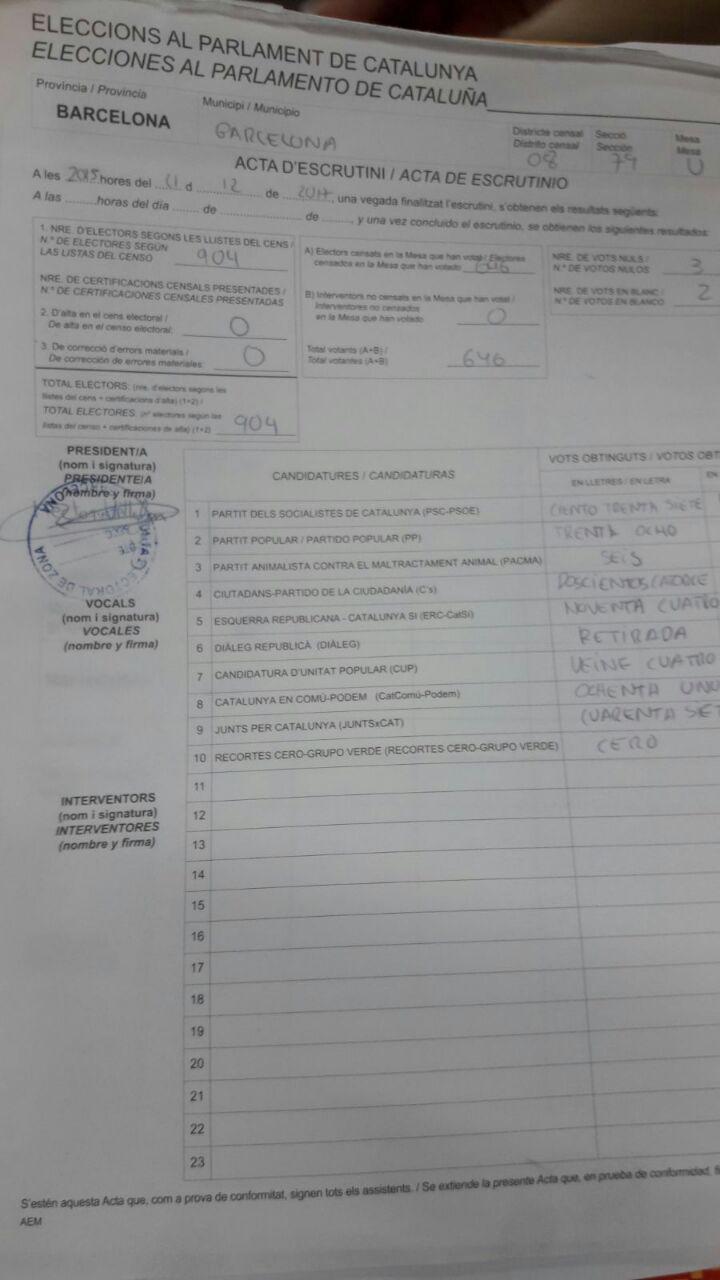 ELECCIONS AL PARLAMENT DE CATALUNYA
ELECCIONES AL PARLAMENTO DE CATALUÑA
Província / Provincia
BARCELONA
Municipi / Municipio
BARCELONA
Districte censal
Distrito censal
08
Secció
Sección
79
Mesa
Mesa
U
ACTA D'ESCRUTINI / ACTA DE ESCRUTINIO
A les hores del d 12 de 2017, una vegada finalitzat l'escrutini, s'obtenen els resultats següents:
A las horas del día de de , y una vez concluido el escrutinio, se obtienen los siguientes resultados:
1. NRE. D'ELECTORS SEGONS LES LLISTES DEL CENS /
N.º DE ELECTORES SEGÚN
LAS LISTAS DEL CENSO 904
NRE. DE CERTIFICACIONS CENSALS PRESENTADES /
N.º DE CERTIFICACIONES CENSALES PRESENTADAS
2. D'alta en el cens electoral /
De alta en el censo electoral: 0
3. De correcció d'errors materials /
De corrección de errores materiales: 0
TOTAL ELECTORS: (nre. d'electors segons les
llistes del cens + certificacions d'alta) (1+2) /
TOTAL ELECTORES: (nº electores según las
listas del censo + certificaciones de alta) (1+2) 904
A) Electors censats en la Mesa que han votat / Electores
censados en la Mesa que han votado 646
B) Interventors no censats en la Mesa que han votat /
Interventores no censados
en la Mesa que han votado 0
Total votants (A+B) /
Total votantes (A+B) 646
NRE. DE VOTS NULS /
N.º DE VOTOS NULOS 3
NRE. DE VOTS EN BLANC /
N.º DE VOTOS EN BLANCO 2
PRESIDENT/A
(nom i signatura)
PRESIDENTE/A
(nombre y firma)
VOCALS
(nom i signatura)
VOCALES
(nombre y firma)
INTERVENTORS
(nom i signatura)
INTERVENTORES
(nombre y firma)
CANDIDATURES / CANDIDATURAS
VOTS OBTINGUTS / VOTOS OBT
EN LLETRES / EN LETRA
EN
1 PARTIT DELS SOCIALISTES DE CATALUNYA (PSC-PSOE) CIENTO TRENTA SIETE
2 PARTIT POPULAR / PARTIDO POPULAR (PP) TRENTA OCHO
3 PARTIT ANIMALISTA CONTRA EL MALTRACTAMENT ANIMAL (PACMA) SEIS
4 CIUTADANS-PARTIDO DE LA CIUDADANÍA (C's) DOSCIENTOS CATORCE
5 ESQUERRA REPUBLICANA - CATALUNYA SI (ERC-CatSí) NOVENTA CUATRO
6 DIÀLEG REPUBLICÀ (DIÀLEG) RETIRADA
7 CANDIDATURA D'UNITAT POPULAR (CUP) VEINE CUATRO
8 CATALUNYA EN COMÚ-PODEM (CatComú-Podem) OCHENTA UNO
9 JUNTS PER CATALUNYA (JUNTSxCAT) CUARENTA SET
10 RECORTES CERO-GRUPO VERDE (RECORTES CERO-GRUPO VERDE) CERO
11
12
13
14
15
16
17
18
19
20
21
22
23
S'estén aquesta Acta que, com a prova de conformitat, signen tots els assistents. / Se extiende la presente Acta que, en prueba de conformidad, fi
AEM